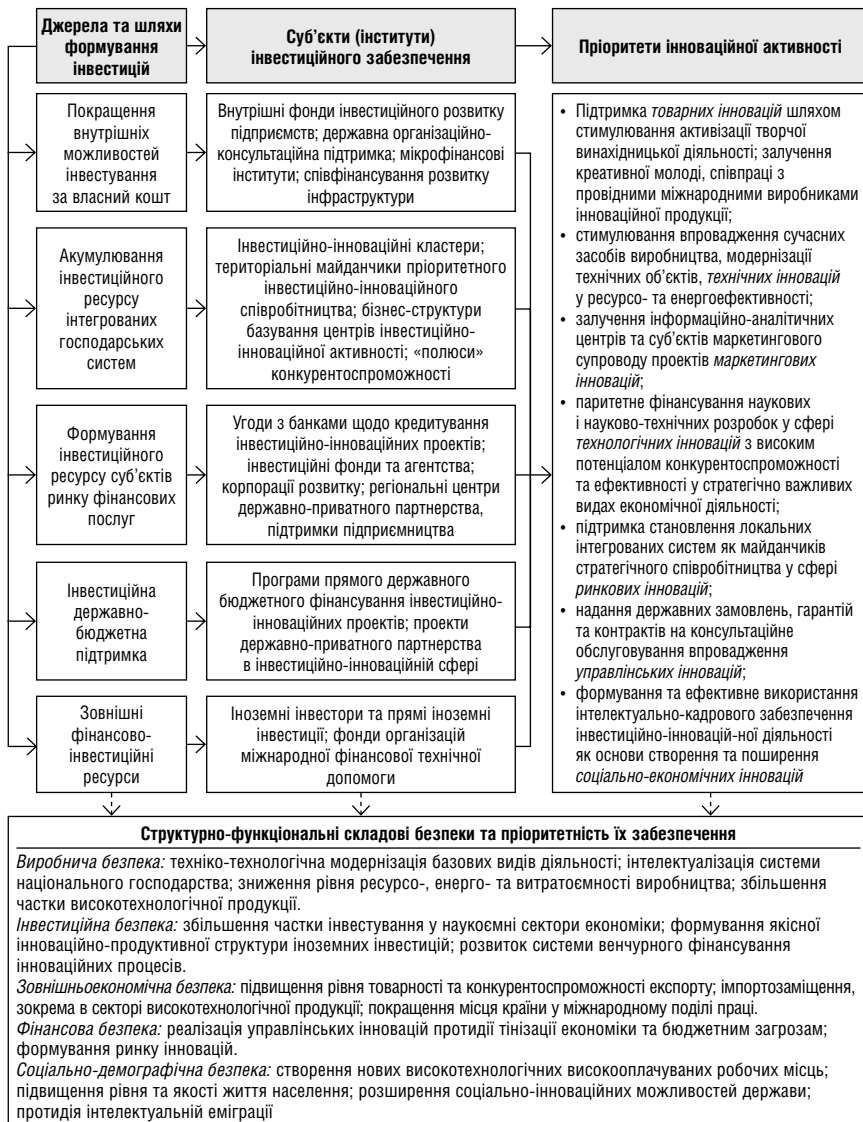 Джерела та шляхи
формування
інвестицій
Суб’єкти (інститути)
інвестиційного забезпечення
Пріоритети інноваційної активності
Покращення
внутрішніх
можливостей
інвестування
за власний кошт
Внутрішні фонди інвестиційного розвитку
підприємств; державна організаційно-
консультаційна підтримка; мікрофінансові
інститути; співфінансування розвитку
інфраструктури
Акумулювання
інвестиційного
ресурсу
інтегрованих
господарських
систем
Інвестиційно-інноваційні кластери;
територіальні майданчики пріоритетного
інвестиційно-інноваційного
співробітництва; бізнес-структури
базування центрів інвестиційно-
інноваційної активності; «полюси»
конкурентоспроможності
Формування
інвестиційного
ресурсу суб’єктів
ринку фінансових
послуг
Угоди з банками щодо кредитування
інвестиційно-інноваційних проектів;
інвестиційні фонди та агентства;
корпорації розвитку; регіональні центри
державно-приватного партнерства,
підтримки підприємництва
Інвестиційна
державно-
бюджетна
підтримка
Програми прямого державного
бюджетного фінансування інвестиційно-
інноваційних проектів; проекти
державно-приватного партнерства
в інвестиційно-інноваційній сфері
Зовнішні
фінансово-
інвестиційні
ресурси
Іноземні інвестори та прямі іноземні
інвестиції; фонди організацій
міжнародної фінансової технічної
допомоги
• Підтримка товарних інновацій шляхом
стимулювання активізації творчої
винахідницької діяльності; залучення
креативної молоді, співпраці з
провідними міжнародними виробниками
інноваційної продукції;
• стимулювання впровадження сучасних
засобів виробництва, модернізації
технічних об’єктів, технічних інновацій
у ресурсо- та енергоефективності;
• залучення інформаційно-аналітичних
центрів та суб’єктів маркетингового
супроводу проектів маркетингових
інновацій;
• паритетне фінансування наукових
і науково-технічних розробок у сфері
технологічних інновацій з високим
потенціалом конкурентоспроможності
та ефективності у стратегічно важливих
видах економічної діяльності;
• підтримка становлення локальних
інтегрованих систем як майданчиків
стратегічного співробітництва у сфері
ринкових інновацій;
• надання державних замовлень, гарантій
та контрактів на консультаційне
обслуговування впровадження
управлінських інновацій;
• формування та ефективне використання
інтелектуально-кадрового забезпечення
інвестиційно-інновацій-ної діяльності
як основи створення та поширення
соціально-економічних інновацій
Структурно-функціональні складові безпеки та пріоритетність їх забезпечення
Виробнича безпека: техніко-технологічна модернізація базових видів діяльності; інтелектуалізація системи
національного господарства; зниження рівня ресурсо-, енерго- та витратоємності виробництва; збільшення
частки високотехнологічної продукції.
Інвестиційна безпека: збільшення частки інвестування у наукоємні сектори економіки; формування якісної
інноваційно-продуктивної структури іноземних інвестицій; розвиток системи венчурного фінансування
інноваційних процесів.
Зовнішньоекономічна безпека: підвищення рівня товарності та конкурентоспроможності експорту; імпортозаміщення,
зокрема в секторі високотехнологічної продукції; покращення місця країни у міжнародному поділі праці.
Фінансова безпека: реалізація управлінських інновацій протидії тінізації економіки та бюджетним загрозам;
формування ринку інновацій.
Соціально-демографічна безпека: створення нових високотехнологічних високооплачуваних робочих місць;
підвищення рівня та якості життя населення; розширення соціально-інноваційних можливостей держави;
протидія інтелектуальній еміграції